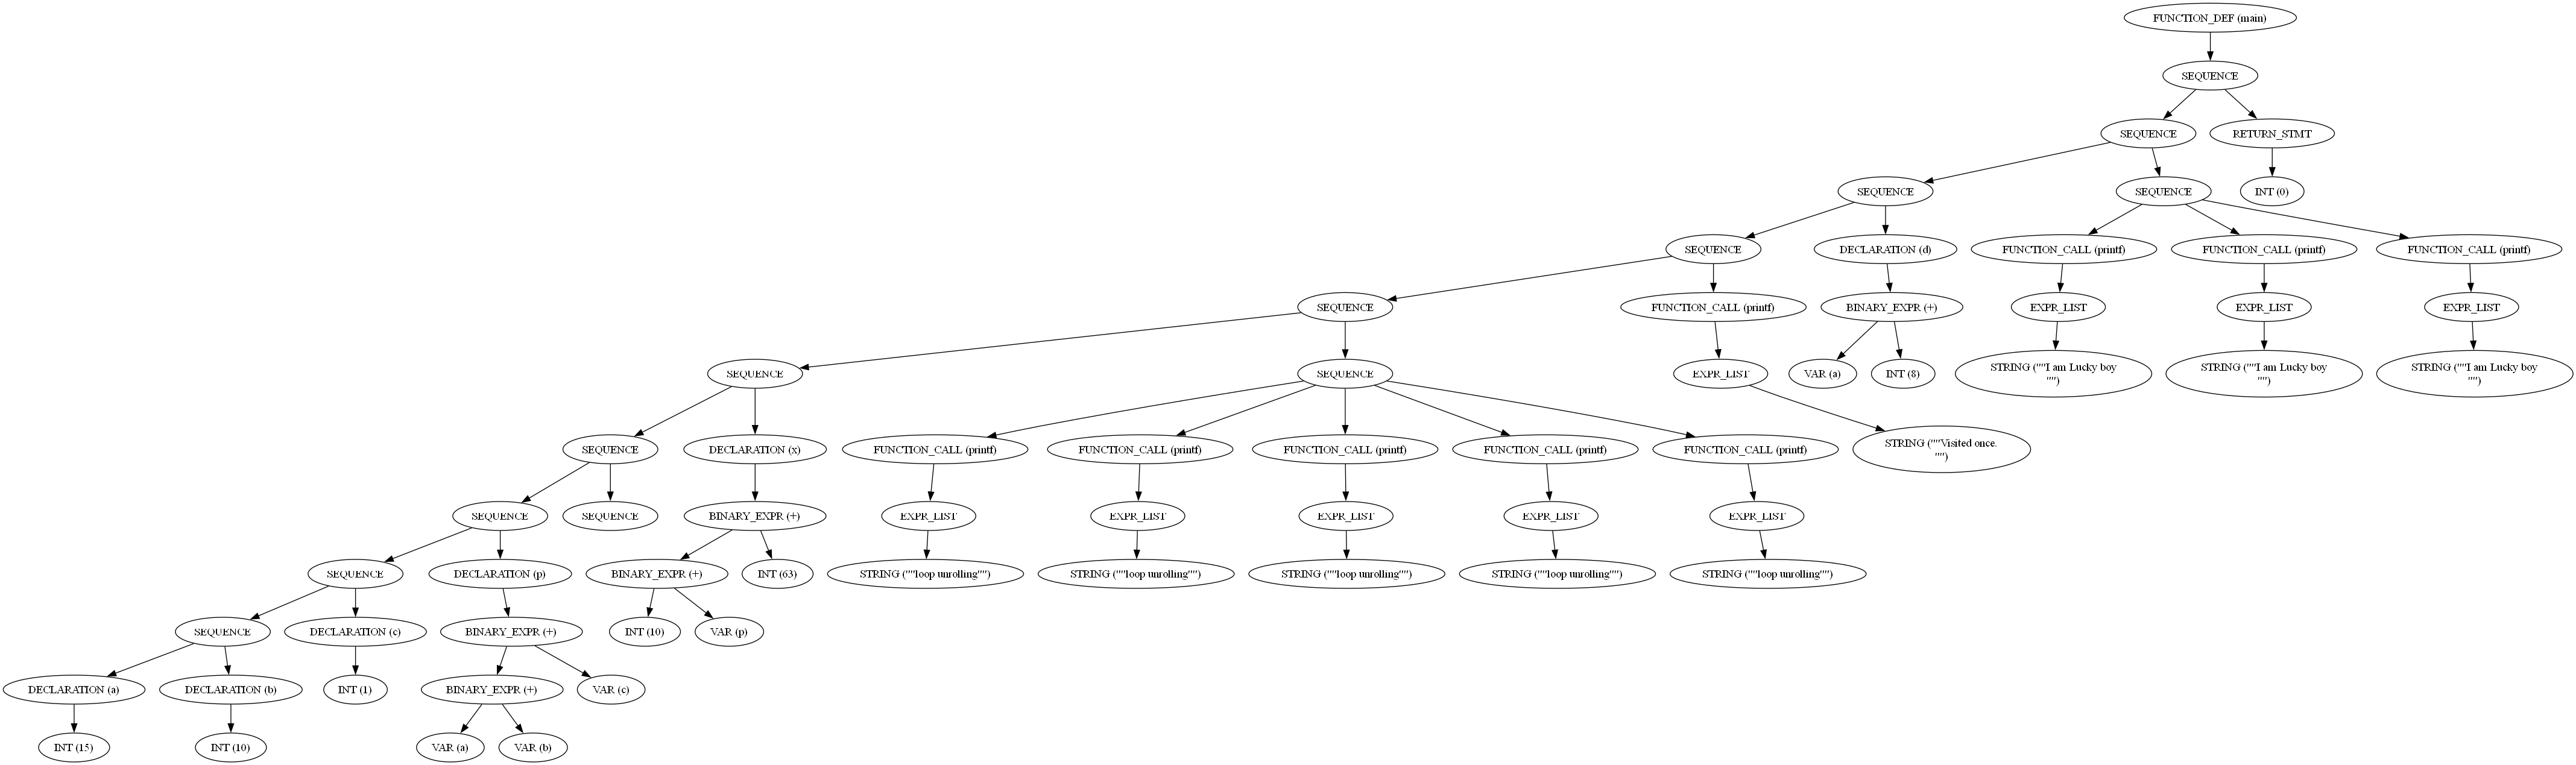 FUNCTION_DEF (main)
SEQUENCE
SEQUENCE
RETURN_STMT
SEQUENCE
SEQUENCE
INT (0)
SEQUENCE
DECLARATION (d)
FUNCTION_CALL (printf)
FUNCTION_CALL (printf)
FUNCTION_CALL (printf)
SEQUENCE
FUNCTION_CALL (printf)
BINARY_EXPR (+)
EXPR_LIST
EXPR_LIST
EXPR_LIST
SEQUENCE
SEQUENCE
EXPR_LIST
VAR (a)
INT (8)
STRING (""I am Lucky boy
"")
STRING (""I am Lucky boy
"")
STRING (""I am Lucky boy
"")
SEQUENCE
DECLARATION (x)
FUNCTION_CALL (printf)
FUNCTION_CALL (printf)
FUNCTION_CALL (printf)
FUNCTION_CALL (printf)
FUNCTION_CALL (printf)
STRING (""Visited once.
"")
SEQUENCE
SEQUENCE
BINARY_EXPR (+)
EXPR_LIST
EXPR_LIST
EXPR_LIST
EXPR_LIST
EXPR_LIST
SEQUENCE
DECLARATION (p)
BINARY_EXPR (+)
INT (63)
STRING (""loop unrolling"")
STRING (""loop unrolling"")
STRING (""loop unrolling"")
STRING (""loop unrolling"")
STRING (""loop unrolling"")
SEQUENCE
DECLARATION (c)
BINARY_EXPR (+)
INT (10)
VAR (p)
DECLARATION (a)
DECLARATION (b)
INT (1)
BINARY_EXPR (+)
VAR (c)
INT (15)
INT (10)
VAR (a)
VAR (b)